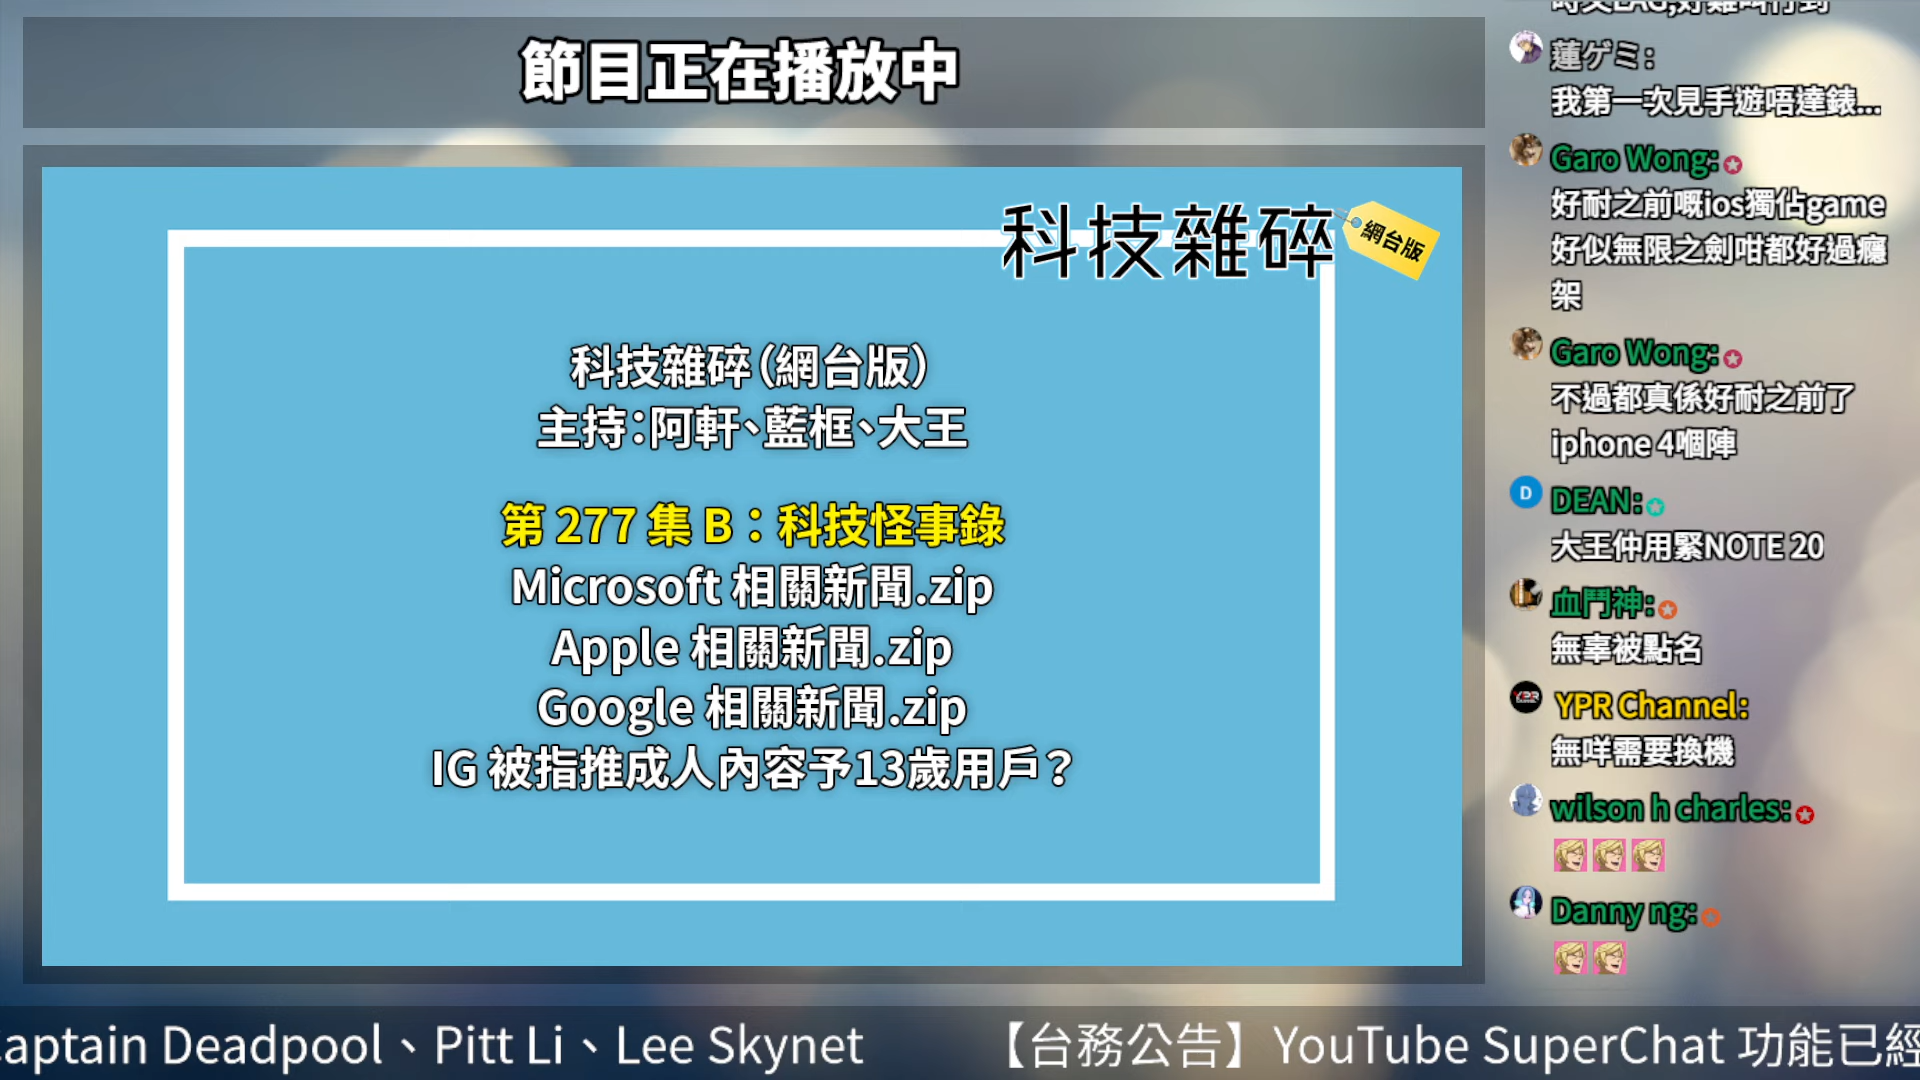 節目正在播放中
科技雜碎
網台版
科技雜碎（網台版）
主持：阿軒、藍框、大王
第 277 集 B：科技怪事錄
Microsoft 相關新聞.zip
Apple 相關新聞.zip
Google 相關新聞.zip
IG 被指推成人內容予13歲用戶？
蓮ゲミ:
我第一次見手遊唔達錶...
Garo Wong:
好耐之前嘅ios獨佔game
好似無限之劍咁都好過癮
架
Garo Wong:
不過都真係好耐之前了
iphone 4嗰陣
DEAN:
D
大王仲用緊NOTE 20
血鬥神:
無辜被點名
YPR Channel:
無咩需要換機
wilson h charles:
Danny ng:
aptain Deadpool、Pitt Li、Lee Skynet
【台務公告】YouTube SuperChat 功能已經